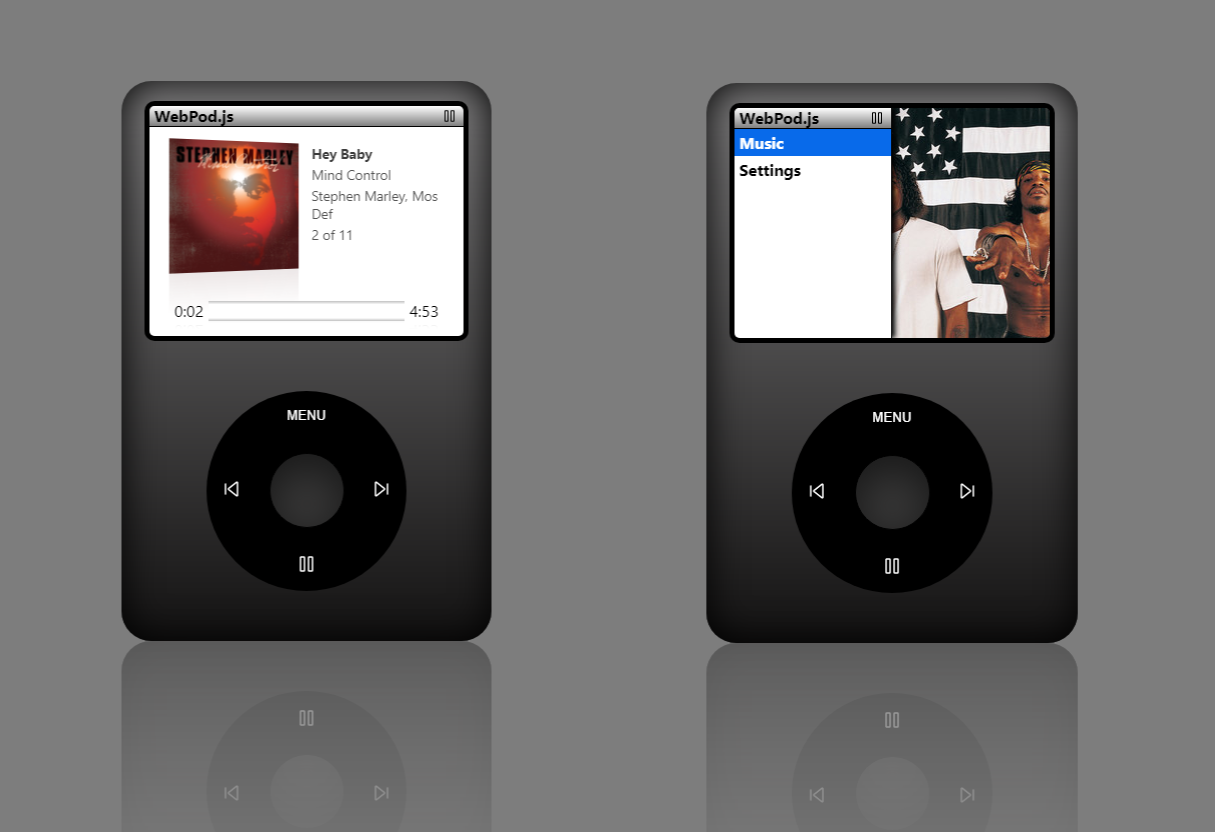 WebPod.js
STEPHEN MARLEY
Hey Baby
Mind Control
Stephen Marley, Mos
Def
2 of 11
0:02
4:53
MENU
WebPod.js
Music
Settings
MENU